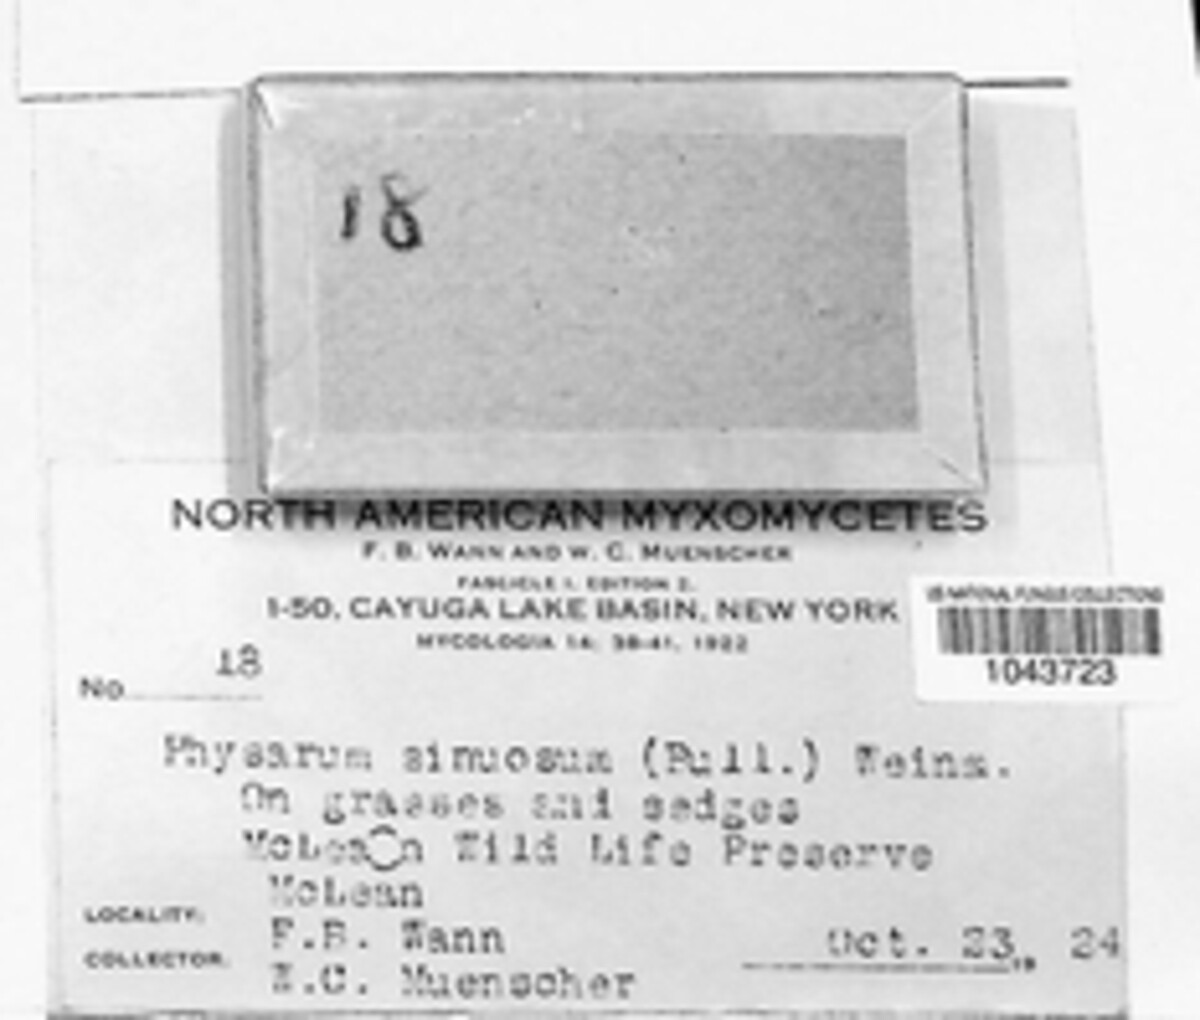 18
NORTH AMERICAN MYXOMYCETES
F. B. WANN AND W. C. MUENSCHER
FASCICLE 1, EDITION 2,
1-50, CAYUGA LAKE BASIN, NEW YORK
MYCOLOGIA 14: 38-41, 1922
US NATIONAL FUNGUS COLLECTIONS
1043723
No. 18
Physarum sinuosum (Bull.) Weinm.
On grasses and sedges
McLean Wild Life Preserve
LOCALITY: McLean
COLLECTOR: F.B. Wann Oct. 23, 19 24
W.C. Muenscher